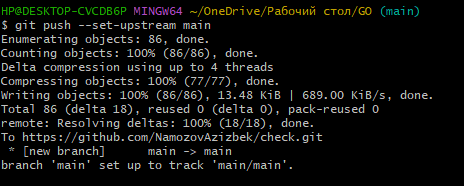 HP@DESKTOP-CVCDB6P MINGW64 ~/OneDrive/Рабочий стол/GO (main)
$ git push --set-upstream main
Enumerating objects: 86, done.
Counting objects: 100% (86/86), done.
Delta compression using up to 4 threads
Compressing objects: 100% (77/77), done.
Writing objects: 100% (86/86), 13.48 KiB | 689.00 KiB/s, done.
Total 86 (delta 18), reused 0 (delta 0), pack-reused 0
remote: Resolving deltas: 100% (18/18), done.
To https://github.com/NamozovAzizbek/check.git
 * [new branch]      main -> main
branch 'main' set up to track 'main/main'.